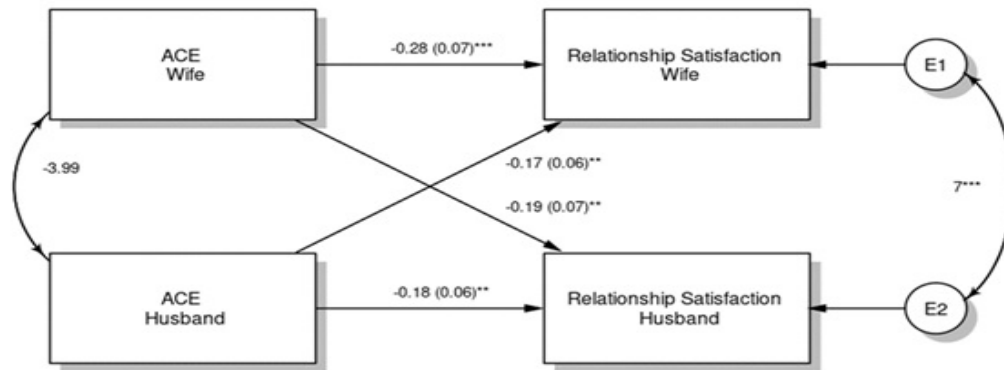 ACE
Wife
-0.28 (0.07)***
Relationship Satisfaction
Wife
E1
-3.99
-0.17 (0.06)**
7***
-0.19 (0.07)**
ACE
Husband
-0.18 (0.06)**
Relationship Satisfaction
Husband
E2